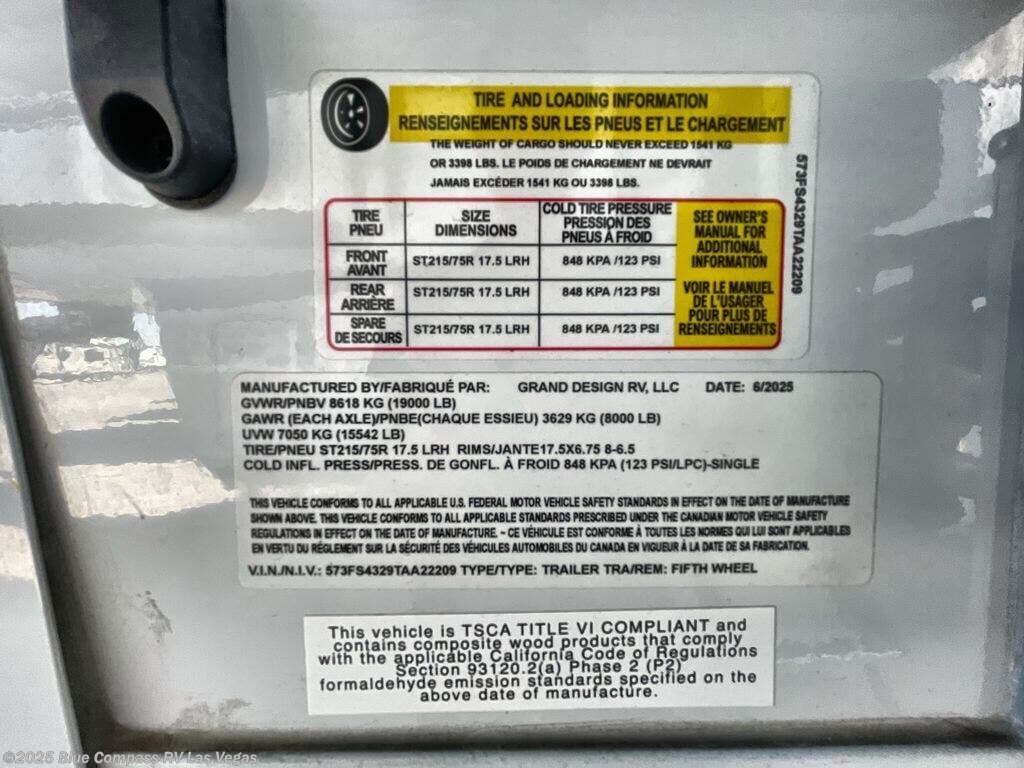 TIRE AND LOADING INFORMATION
RENSEIGNEMENTS SUR LES PNEUS ET LE CHARGEMENT
THE WEIGHT OF CARGO SHOULD NEVER EXCEED 1541 KG
OR 3398 LBS. LE POIDS DE CHARGEMENT NE DEVRAIT
JAMAIS EXCÉDER 1541 KG OU 3398 LBS.
TIRE
PNEU
SIZE
DIMENSIONS
COLD TIRE PRESSURE
PRESSION DES
PNEUS À FROID
FRONT
AVANT
ST215/75R 17.5 LRH
848 KPA /123 PSI
REAR
ARRIÈRE
ST215/75R 17.5 LRH
848 KPA /123 PSI
SPARE
DE SECOURS
ST215/75R 17.5 LRH
848 KPA /123 PSI
SEE OWNER'S
MANUAL FOR
ADDITIONAL
INFORMATION
VOIR LE MANUEL
DE L'USAGER
POUR PLUS DE
RENSEIGNEMENTS
573FS4329TAA22209
MANUFACTURED BY/FABRIQUÉ PAR: GRAND DESIGN RV, LLC DATE: 6/2025
GVWR/PNBV 8618 KG (19000 LB)
GAWR (EACH AXLE)/PNBE(CHAQUE ESSIEU) 3629 KG (8000 LB)
UVW 7050 KG (15542 LB)
TIRE/PNEU ST215/75R 17.5 LRH RIMS/JANTE17.5X6.75 8-6.5
COLD INFL. PRESS/PRESS. DE GONFL. À FROID 848 KPA (123 PSI/LPC)-SINGLE
THIS VEHICLE CONFORMS TO ALL APPLICABLE U.S. FEDERAL MOTOR VEHICLE SAFETY STANDARDS IN EFFECT ON THE DATE OF MANUFACTURE
SHOWN ABOVE. THIS VEHICLE CONFORMS TO ALL APPLICABLE STANDARDS PRESCRIBED UNDER THE CANADIAN MOTOR VEHICLE SAFETY
REGULATIONS IN EFFECT ON THE DATE OF MANUFACTURE. - CE VÉHICULE EST CONFORME À TOUTES LES NORMES QUI LUI SONT APPLICABLES
EN VERTU DU RÉGLEMENT SUR LA SÉCURITÉ DES VÉHICULES AUTOMOBILES DU CANADA EN VIGUEUR À LA DATE DE SA FABRICATION.
V.I.N./N.I.V.: 573FS4329TAA22209 TYPE/TYPE: TRAILER TRA/REM: FIFTH WHEEL
This vehicle is TSCA TITLE VI COMPLIANT and
contains composite wood products that comply
with the applicable California Code of Regulations
Section 93120.2(a) Phase 2 (P2)
formaldehyde emission standards specified on the
above date of manufacture.
©2025 Blue Compass RV Las Vegas